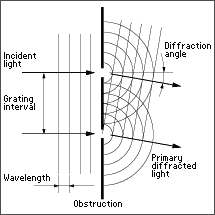 Incident
light
Diffraction
angle
Grating
interval
Wavelength
Primary
diffracted
light
Obstruction